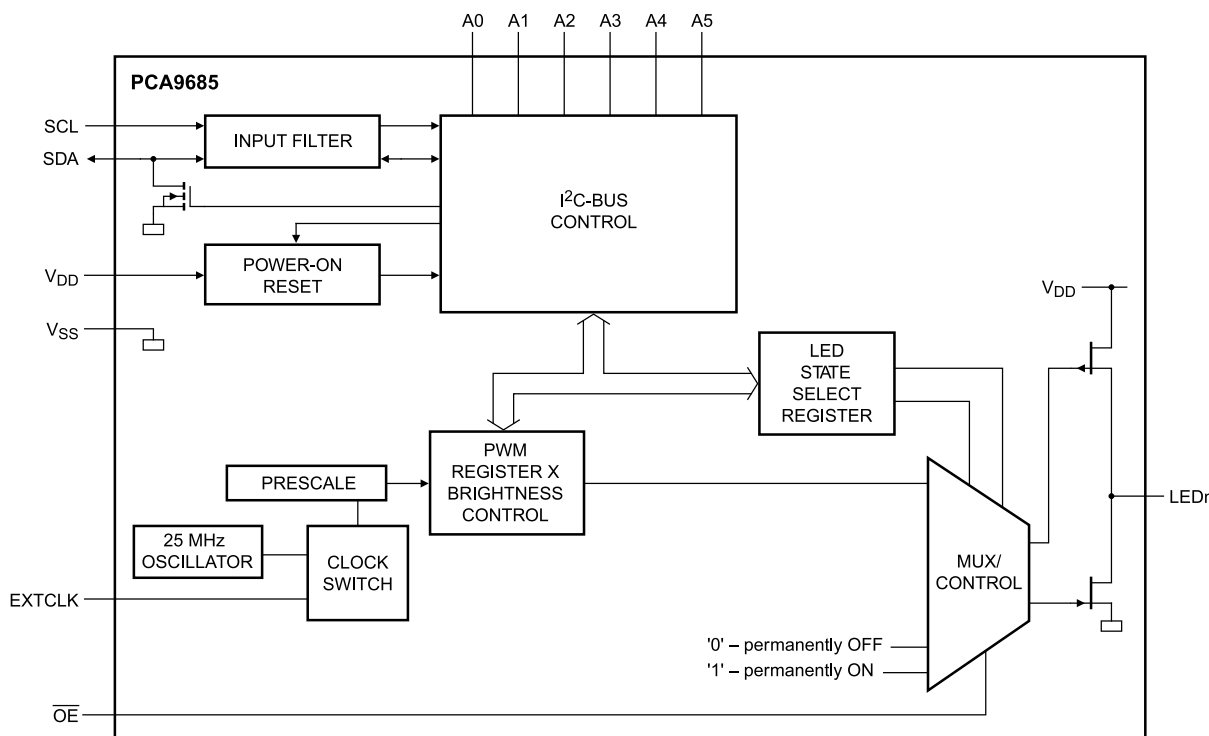 A0 A1 A2 A3 A4 A5
PCA9685
SCL
INPUT FILTER
SDA
I²C-BUS
CONTROL
VDD
POWER-ON
RESET
VSS
VDD
LED
STATE
SELECT
REGISTER
PWM
REGISTER X
BRIGHTNESS
CONTROL
PRESCALE
25 MHz
OSCILLATOR
CLOCK
SWITCH
EXTCLK
MUX/
CONTROL
LEDn
'0' – permanently OFF
'1' – permanently ON
OE